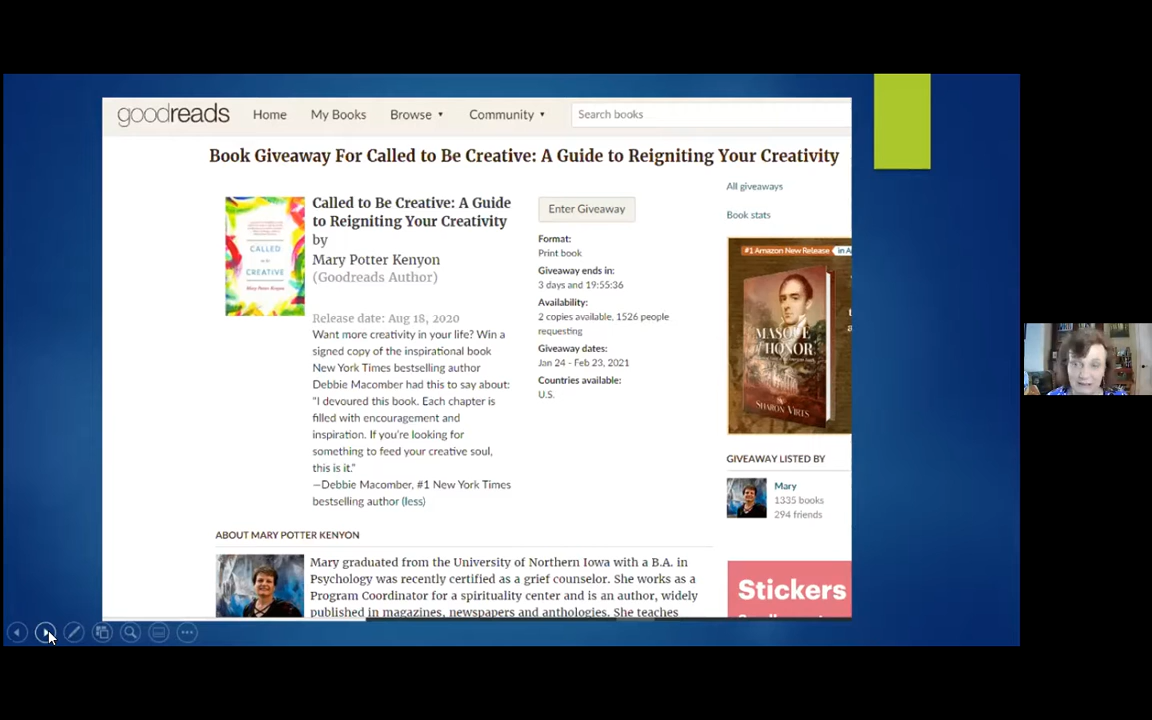 goodreads Home My Books Browse Community Search books
Book Giveaway For Called to Be Creative: A Guide to Reigniting Your Creativity
CALLED
CREATIVE
Mary Potter Kenyon
Called to Be Creative: A Guide
to Reigniting Your Creativity
by
Mary Potter Kenyon
(Goodreads Author)
Release date: Aug 18, 2020
Want more creativity in your life? Win a
signed copy of the inspirational book
New York Times bestselling author
Debbie Macomber had this to say about:
"I devoured this book. Each chapter is
filled with encouragement and
inspiration. If you're looking for
something to feed your creative soul,
this is it."
—Debbie Macomber, #1 New York Times
bestselling author (less)
Enter Giveaway
Format:
Print book
Giveaway ends in:
3 days and 19:55:36
Availability:
2 copies available, 1526 people
requesting
Giveaway dates:
Jan 24 - Feb 23, 2021
Countries available:
U.S.
All giveaways
Book stats
#1 Amazon New Release
MASQUE
of HONOR
SHARON VIRTS
GIVEAWAY LISTED BY
Mary
1335 books
294 friends
Stickers
ABOUT MARY POTTER KENYON
Mary graduated from the University of Northern Iowa with a B.A. in
Psychology was recently certified as a grief counselor. She works as a
Program Coordinator for a spirituality center and is an author, widely
published in magazines, newspapers and anthologies. She teaches